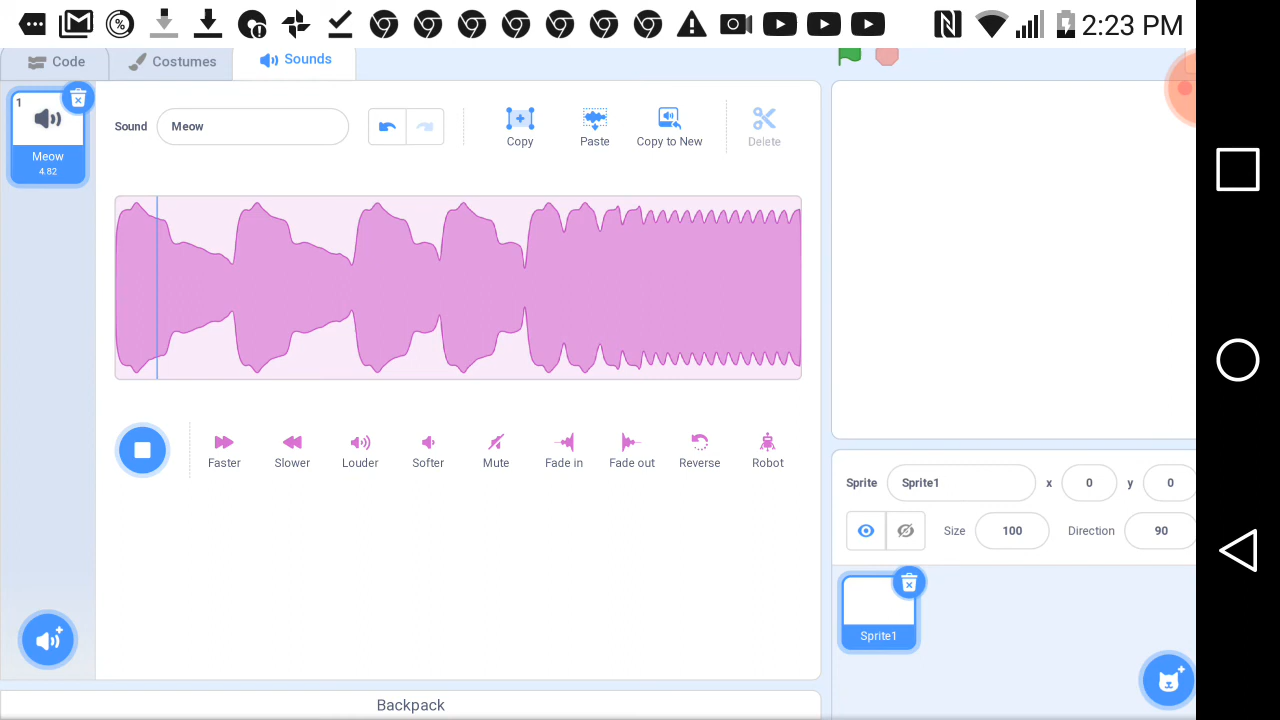 2:23 PM
Code Costumes Sounds
1
Meow
4.82
Sound Meow
Copy Paste Copy to New Delete
Faster Slower Louder Softer Mute Fade in Fade out Reverse Robot
Sprite Sprite1 x 0 y 0
Size 100 Direction 90
Sprite1
Backpack